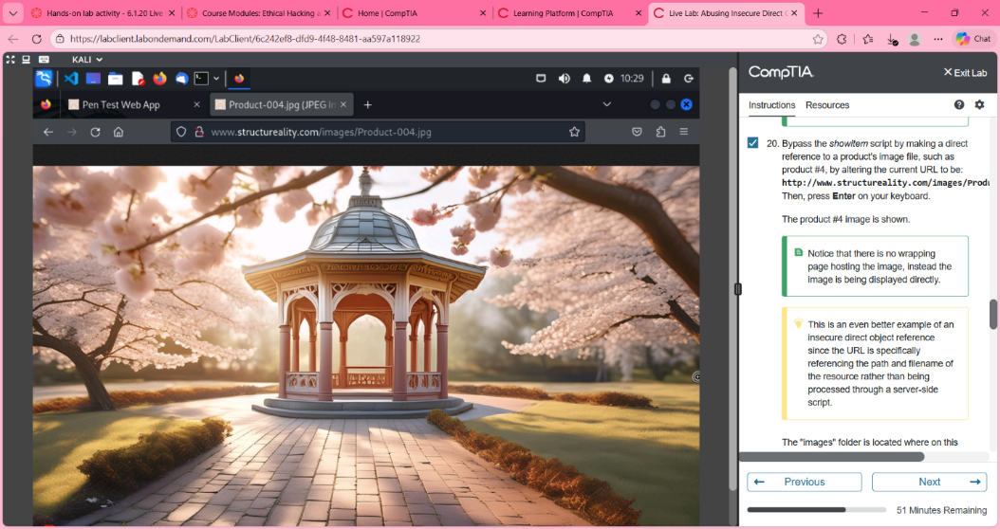 Hands-on lab activity - 6.1.20 Live
Course Modules: Ethical Hacking a
Home | CompTIA
Learning Platform | CompTIA
Live Lab: Abusing Insecure Direct
https://labclient.labondemand.com/LabClient/6c242ef8-dfd9-4f48-8481-aa597a118922
Chat
KALI
10:29
Pen Test Web App
Product-004.jpg (JPEG Im
www.structureality.com/images/Product-004.jpg
CompTIA.
Exit Lab
Instructions
Resources
20. Bypass the showitem script by making a direct
reference to a product's image file, such as
product #4, by altering the current URL to be:
http://www.structureality.com/images/Produ
Then, press Enter on your keyboard.
The product #4 image is shown.
Notice that there is no wrapping
page hosting the image, instead the
image is being displayed directly.
This is an even better example of an
insecure direct object reference
since the URL is specifically
referencing the path and filename of
the resource rather than being
processed through a server-side
script.
The "images" folder is located where on this
Previous
Next
51 Minutes Remaining